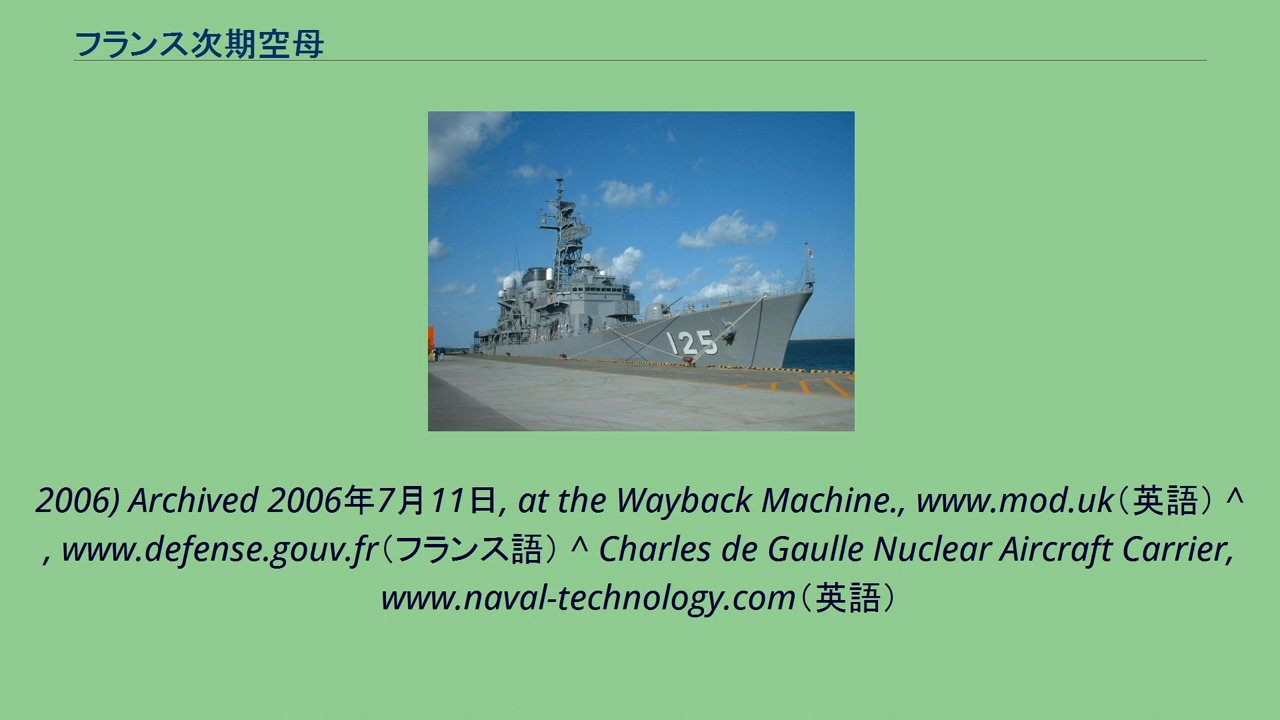 フランス次期空母
125
2006) Archived 2006年7月11日, at the Wayback Machine., www.mod.uk（英語） ^
, www.defense.gouv.fr（フランス語） ^ Charles de Gaulle Nuclear Aircraft Carrier,
www.naval-technology.com（英語）